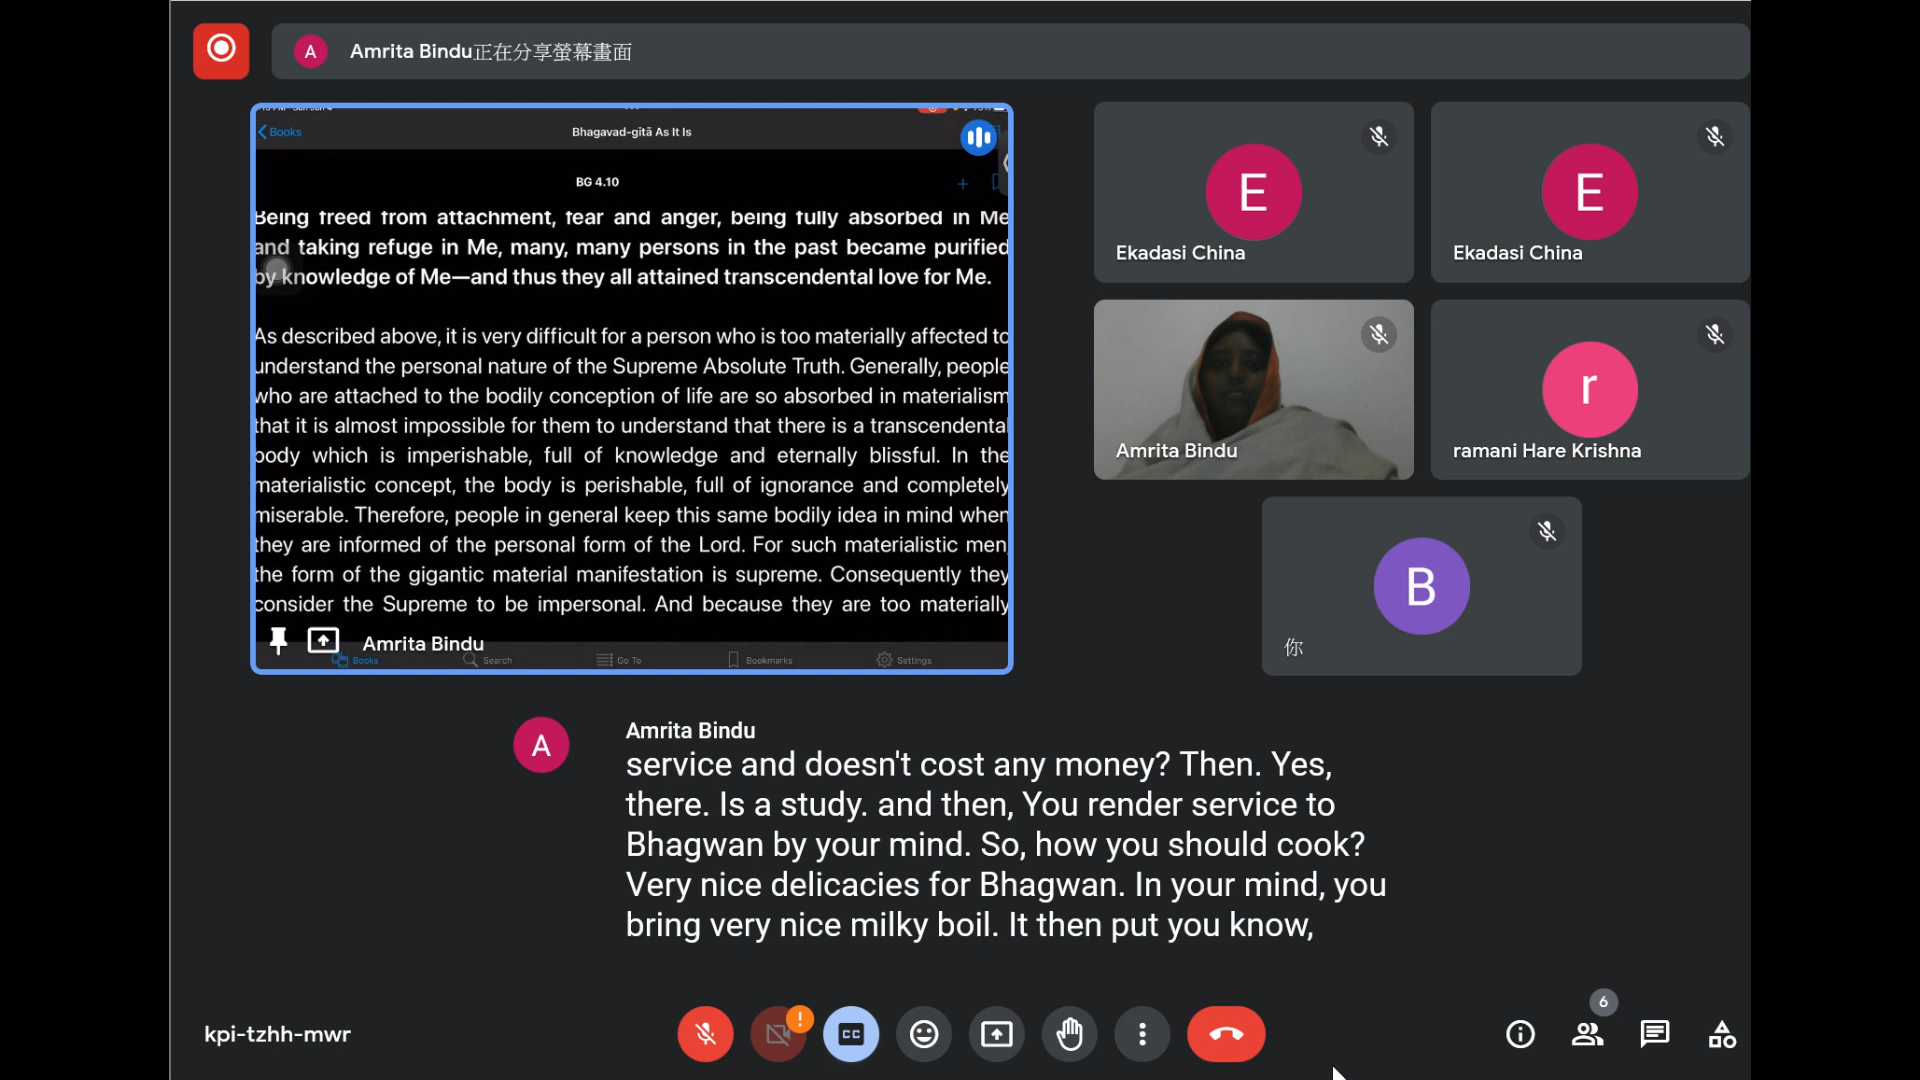 A
Amrita Bindu正在分享螢幕畫面
Books
Bhagavad-gītā As It Is
BG 4.10
Being freed from attachment, fear and anger, being fully absorbed in Me
and taking refuge in Me, many, many persons in the past became purified
by knowledge of Me—and thus they all attained transcendental love for Me.
As described above, it is very difficult for a person who is too materially affected to
understand the personal nature of the Supreme Absolute Truth. Generally, people
who are attached to the bodily conception of life are so absorbed in materialism
that it is almost impossible for them to understand that there is a transcendental
body which is imperishable, full of knowledge and eternally blissful. In the
materialistic concept, the body is perishable, full of ignorance and completely
miserable. Therefore, people in general keep this same bodily idea in mind when
they are informed of the personal form of the Lord. For such materialistic men,
the form of the gigantic material manifestation is supreme. Consequently they
consider the Supreme to be impersonal. And because they are too materially
Amrita Bindu
Books Search Go To Bookmarks Settings
E
Ekadasi China
E
Ekadasi China
Amrita Bindu
r
ramani Hare Krishna
B
你
A
Amrita Bindu
service and doesn't cost any money? Then. Yes,
there. Is a study. and then, You render service to
Bhagwan by your mind. So, how you should cook?
Very nice delicacies for Bhagwan. In your mind, you
bring very nice milky boil. It then put you know,
kpi-tzhh-mwr
!
CC
6